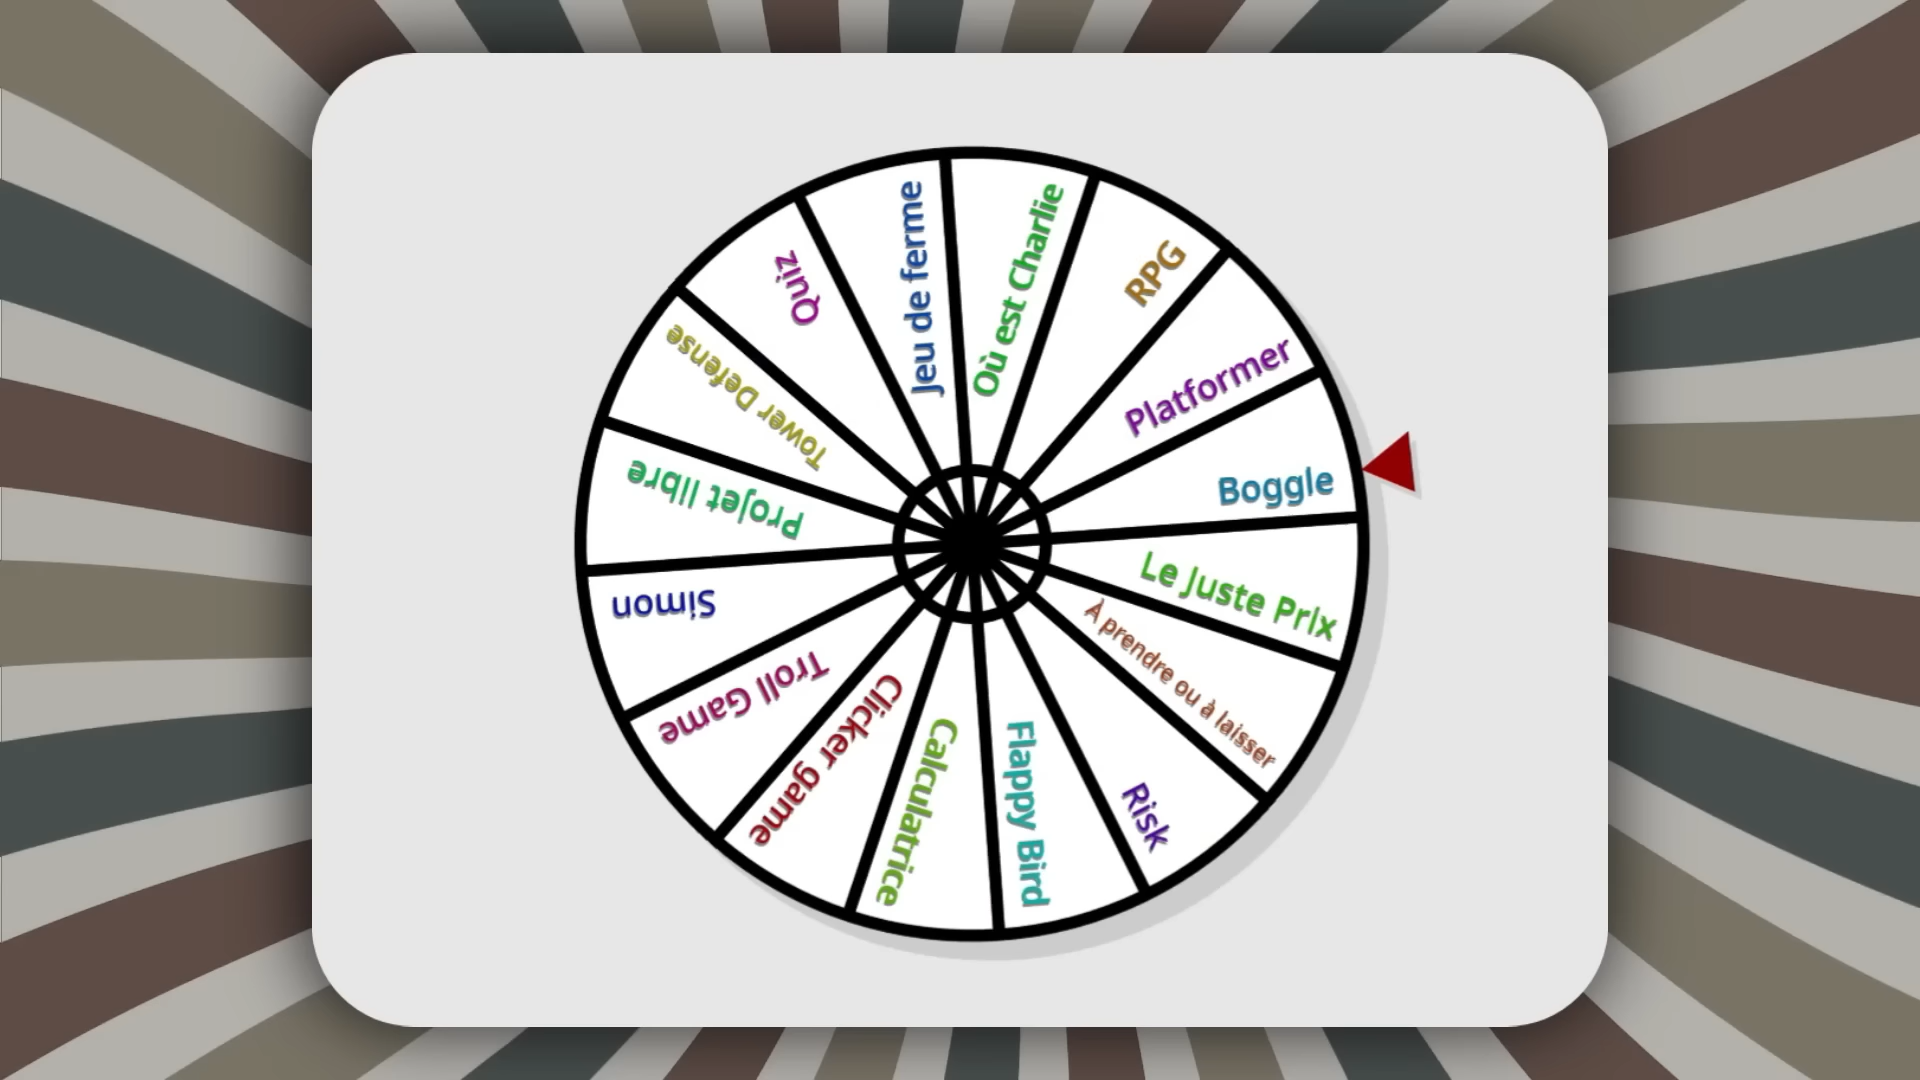 Jeu de ferme
Où est Charlie
RPG
Platformer
Boggle
Le Juste Prix
À prendre ou à laisser
Risk
Flappy Bird
Calculatrice
Clicker game
Troll Game
Simon
Projet libre
Tower Defense
Quiz